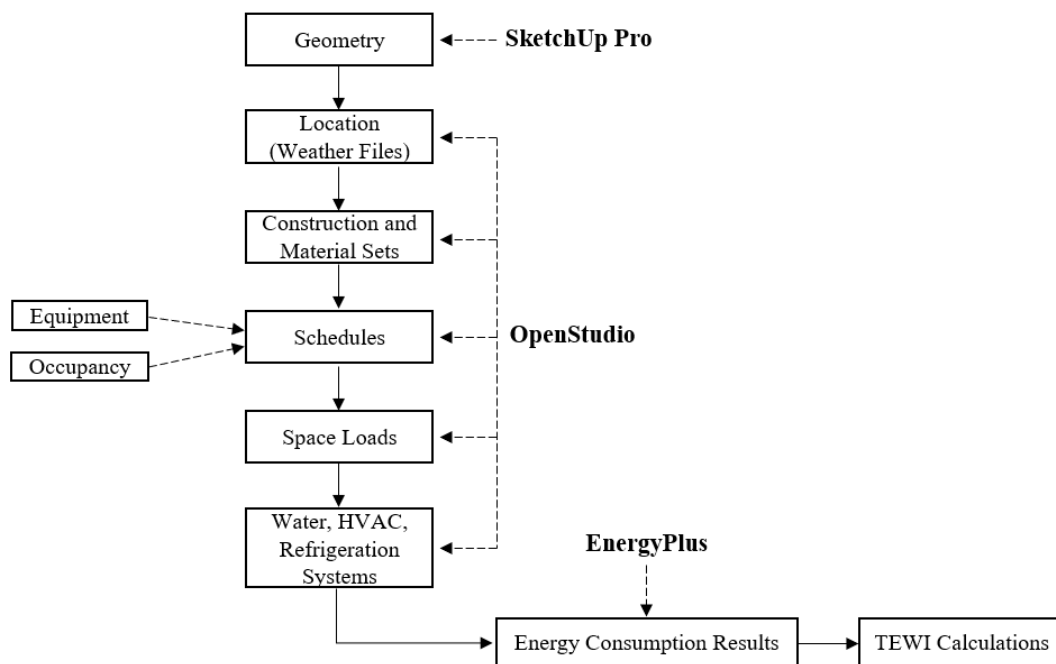 Geometry
SketchUp Pro
Location
(Weather Files)
Construction and
Material Sets
Equipment
Occupancy
Schedules
OpenStudio
Space Loads
Water, HVAC,
Refrigeration
Systems
EnergyPlus
Energy Consumption Results
TEWI Calculations